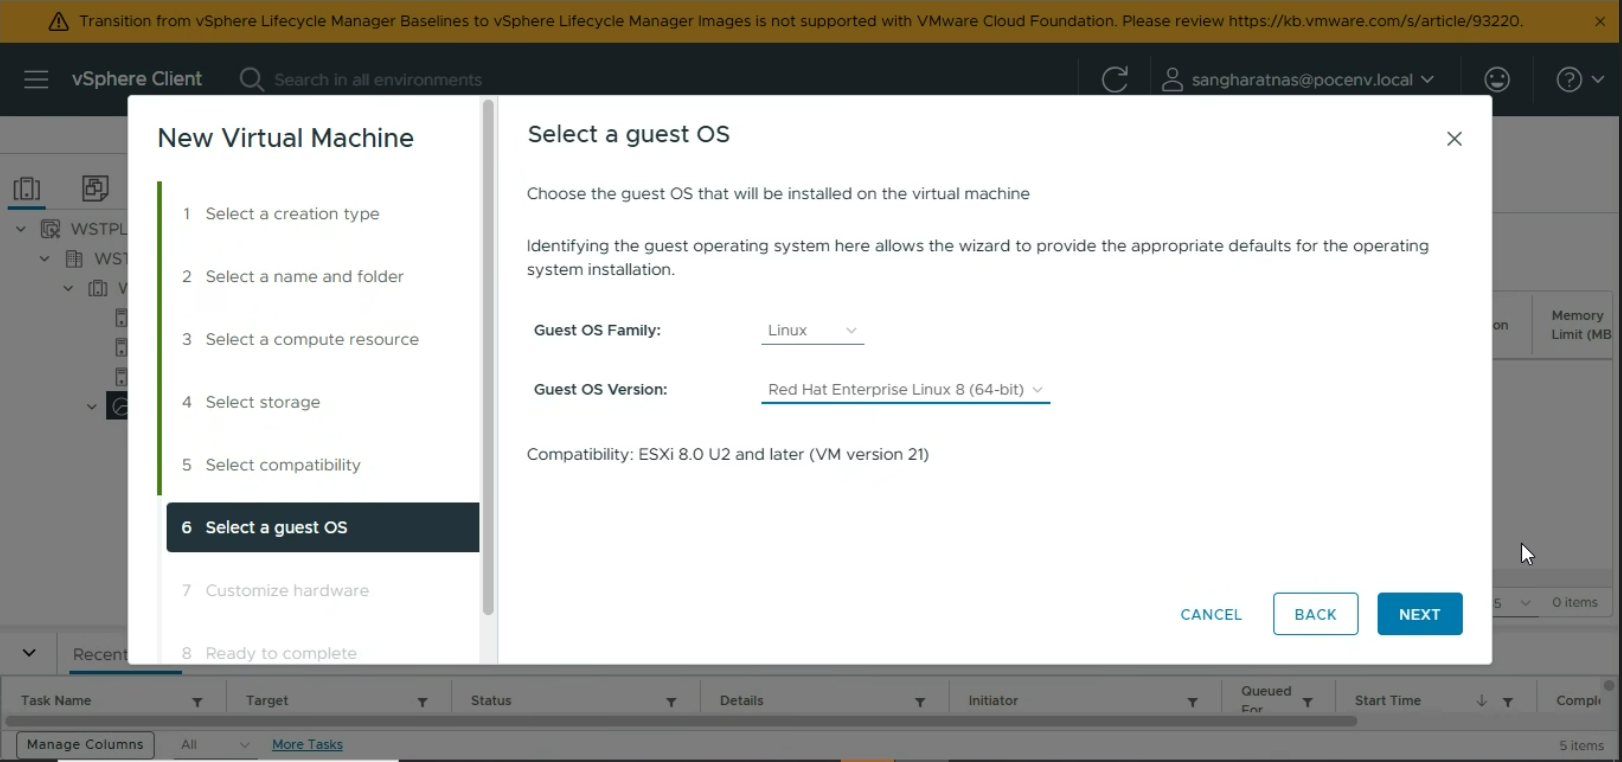 Transition from vSphere Lifecycle Manager Baselines to vSphere Lifecycle Manager Images is not supported with VMware Cloud Foundation. Please review https://kb.vmware.com/s/article/93220.
vSphere Client
Search in all environments
sangharatnas@pocenv.local
New Virtual Machine
1 Select a creation type
2 Select a name and folder
3 Select a compute resource
4 Select storage
5 Select compatibility
6 Select a guest OS
7 Customize hardware
8 Ready to complete
Select a guest OS
Choose the guest OS that will be installed on the virtual machine
Identifying the guest operating system here allows the wizard to provide the appropriate defaults for the operating
system installation.
Guest OS Family: Linux
Guest OS Version: Red Hat Enterprise Linux 8 (64-bit)
Compatibility: ESXi 8.0 U2 and later (VM version 21)
CANCEL BACK NEXT
WSTPL
WST
on
Memory
Limit (MB
5 0 items
Recent
Task Name Target Status Details Initiator Queued Start Time Comple
For
Manage Columns All More Tasks 5 items